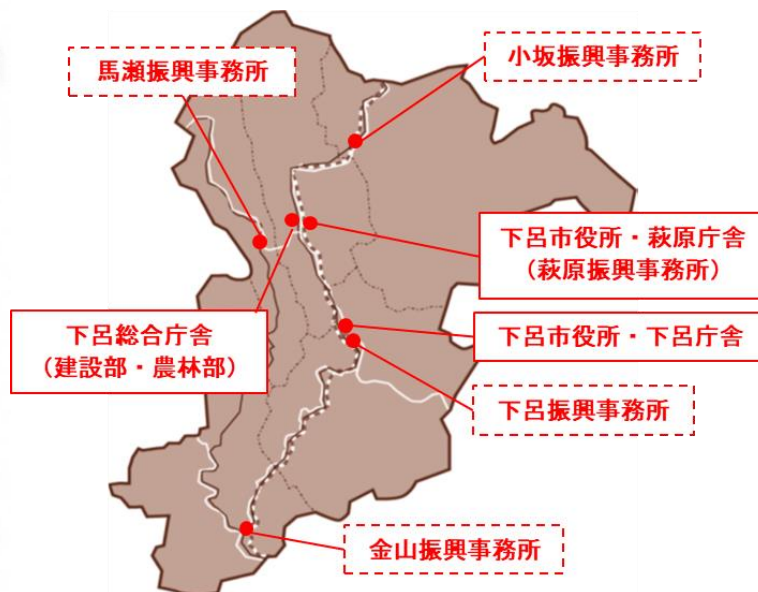 小坂振興事務所
馬瀬振興事務所
下呂市役所・萩原庁舎
（萩原振興事務所）
下呂総合庁舎
（建設部・農林部）
下呂市役所・下呂庁舎
下呂振興事務所
金山振興事務所